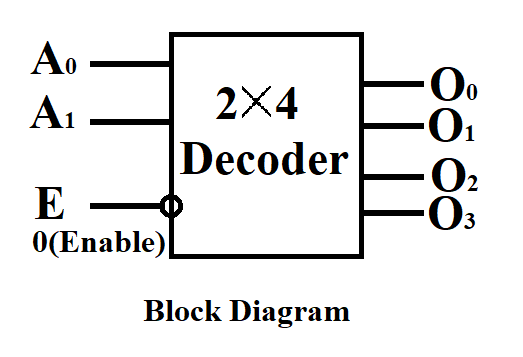 A0
A1
E
0(Enable)
2×4
Decoder
O0
O1
O2
O3
Block Diagram